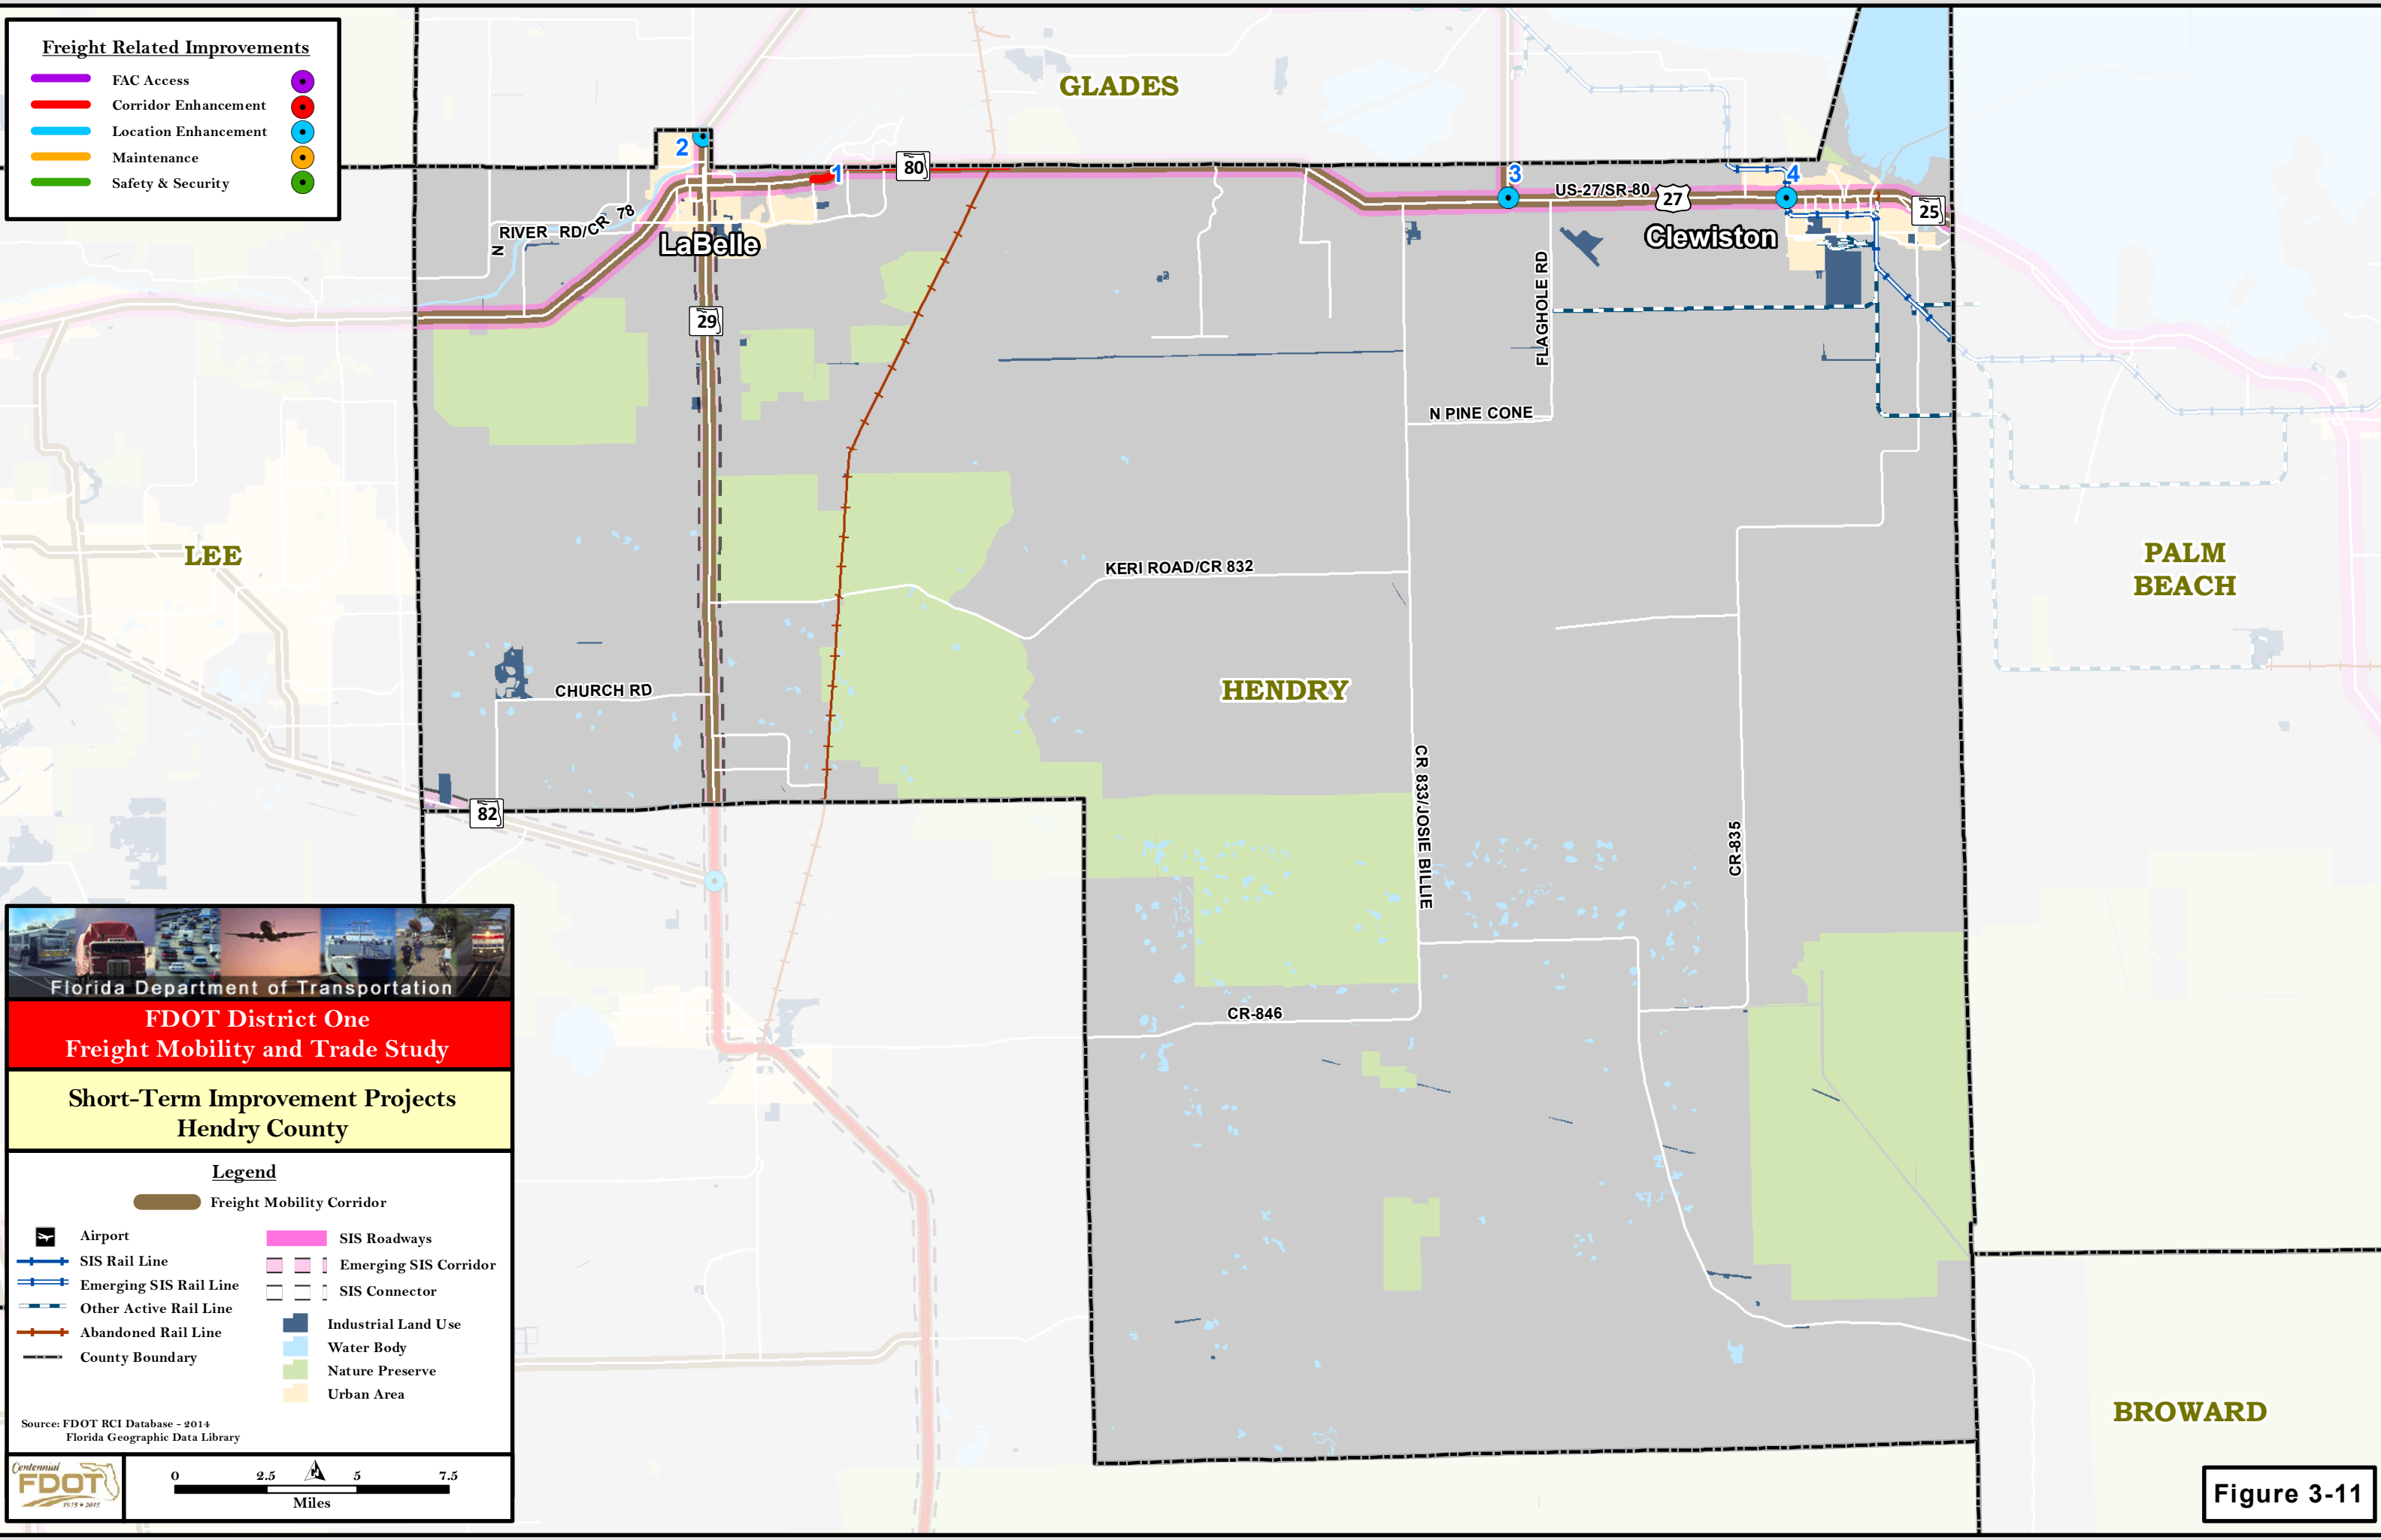 Freight Related Improvements
FAC Access
Corridor Enhancement
Location Enhancement
Maintenance
Safety & Security
GLADES
2
1
80
3
4
US-27/SR-80
27
25
N
RIVER RD/CR 78
LaBelle
Clewiston
29
FLAGHOLE RD
N PINE CONE
LEE
KERI ROAD/CR 832
PALM
BEACH
CHURCH RD
HENDRY
82
CR 833/JOSIE BILLIE
CR-835
CR-846
BROWARD
Florida Department of Transportation
FDOT District One
Freight Mobility and Trade Study
Short-Term Improvement Projects
Hendry County
Legend
Freight Mobility Corridor
Airport
SIS Rail Line
Emerging SIS Rail Line
Other Active Rail Line
Abandoned Rail Line
County Boundary
SIS Roadways
Emerging SIS Corridor
SIS Connector
Industrial Land Use
Water Body
Nature Preserve
Urban Area
Source: FDOT RCI Database - 2014
Florida Geographic Data Library
Centennial
FDOT
1915 ★ 2015
0 2.5 N 5 7.5
Miles
Figure 3-11